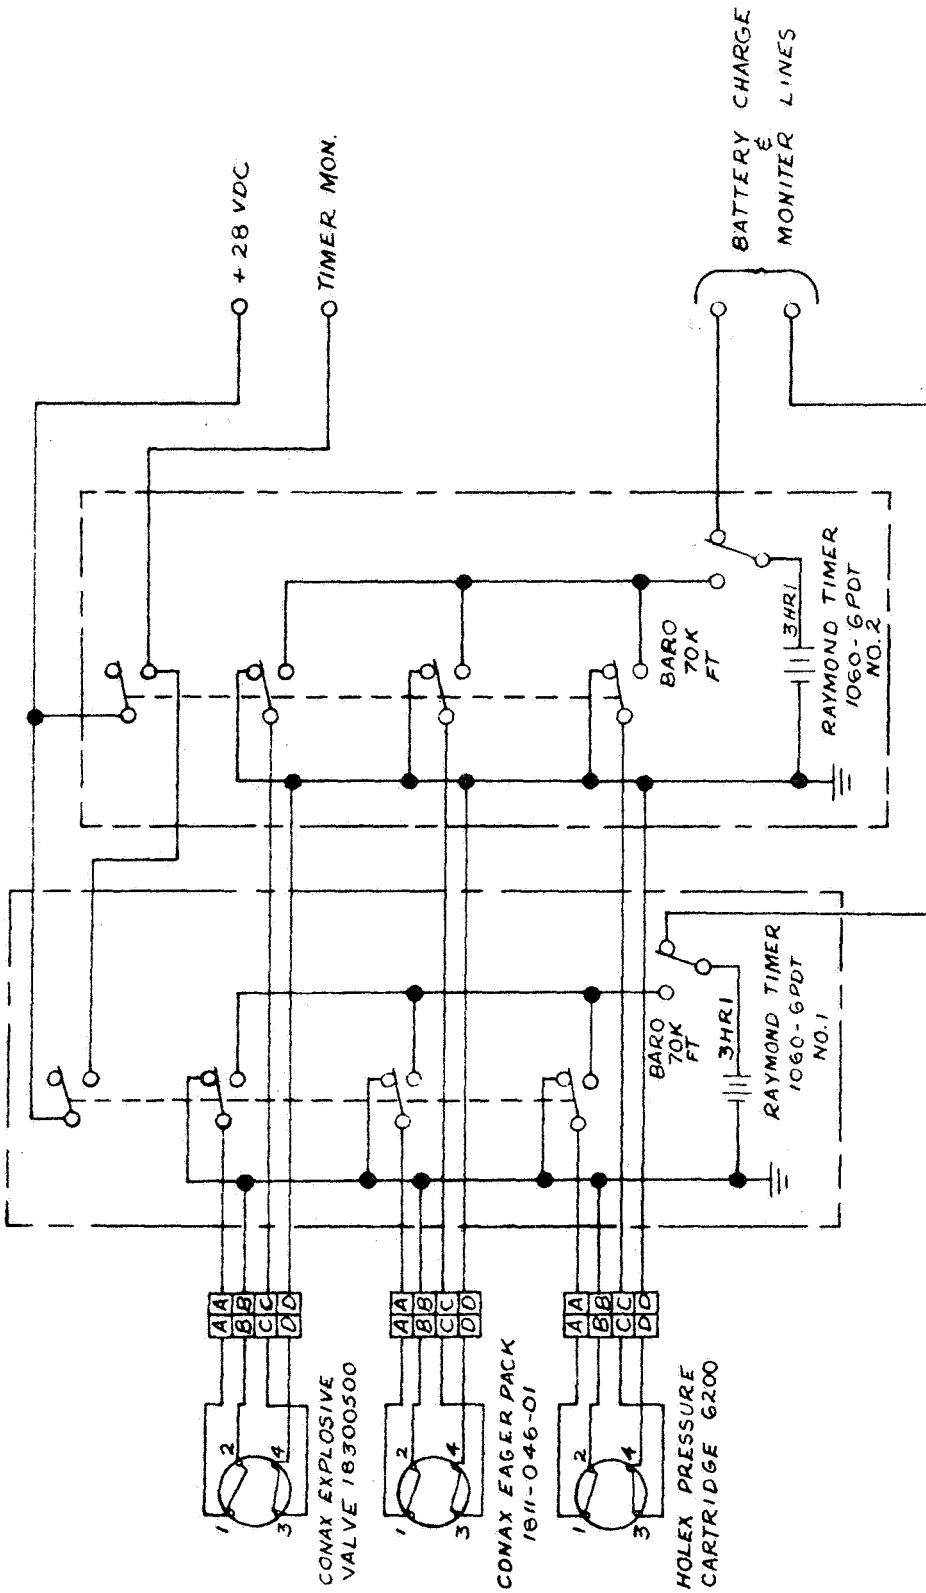 + 28 VDC
TIMER MON.
BATTERY CHARGE
&
MONITER LINES
BARO
70K
FT
3HR1
RAYMOND TIMER
1060-6PDT
NO. 2
BARO
70K
FT
3HR1
RAYMOND TIMER
1060-6PDT
NO. 1
A A
B B
C C
D D
1
2
3
4
CONAX EXPLOSIVE
VALVE 18300500
A A
B B
C C
D D
1
2
3
4
CONAX EAGER PACK
1811-046-01
A A
B B
C C
D D
1
2
3
4
HOLEX PRESSURE
CARTRIDGE 6200